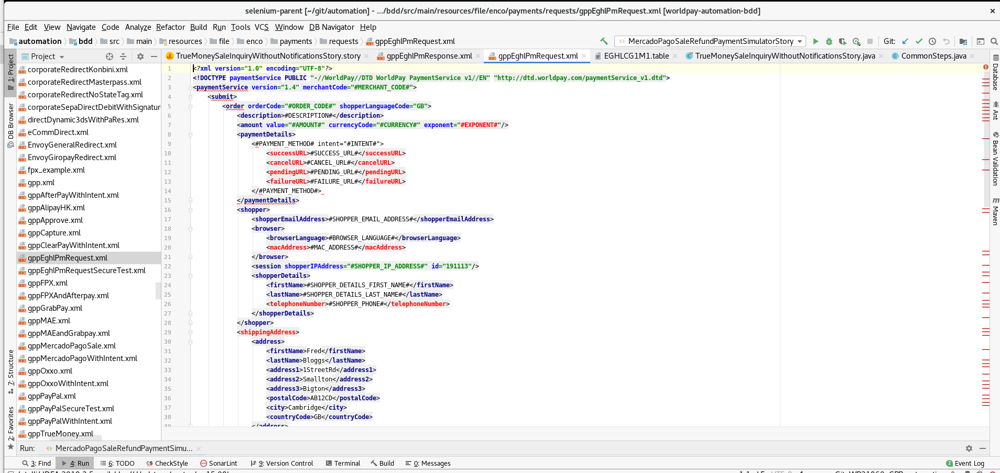 selenium-parent [~/git/automation] - .../bdd/src/main/resources/file/enco/payments/requests/gppEghlPmRequest.xml [worldpay-automation-bdd]
File Edit View Navigate Code Analyze Refactor Build Run Tools VCS Window DB Navigator Help
automation bdd src main resources file enco payments requests gppEghlPmRequest.xml MercadoPagoSaleRefundPaymentSimulatorStory Git:
Project
TrueMoneySaleInquiryWithoutNotificationsStory.story gppEghlPmResponse.xml gppEghlPmRequest.xml EGHLCG1M1.table TrueMoneySaleInquiryWithoutNotificationsStory.java CommonSteps.java
1: Project
DB Browser
7: Structure
2: Favorites
corporateRedirectKonbini.xml
corporateRedirectMasterpass.xml
corporateRedirectNoStateTag.xml
corporateSepaDirectDebitWithSignatur
directDynamic3dsWithPaRes.xml
eCommDirect.xml
EnvoyGeneralRedirect.xml
EnvoyGiropayRedirect.xml
fpx_example.xml
gpp.xml
gppAfterPayWithIntent.xml
gppAlipayHK.xml
gppApprove.xml
gppCapture.xml
gppClearPayWithIntent.xml
gppEghlPmRequest.xml
gppEghlPmRequestSecureTest.xml
gppFPX.xml
gppFPXAndAfterpay.xml
gppGrabPay.xml
gppMAE.xml
gppMAEandGrabpay.xml
gppMercadoPagoSale.xml
gppMercadoPagoWithIntent.xml
gppOxxo.xml
gppOxxoWithIntent.xml
gppPayPal.xml
gppPayPalSecureTest.xml
gppPayPalWithIntent.xml
gppTrueMoney.xml
1 <?xml version="1.0" encoding="UTF-8"?>
2 <!DOCTYPE paymentService PUBLIC "-//WorldPay//DTD WorldPay PaymentService v1//EN" "http://dtd.worldpay.com/paymentService_v1.dtd">
3 <paymentService version="1.4" merchantCode="#MERCHANT_CODE#">
4 <submit>
5 <order orderCode="#ORDER_CODE#" shopperLanguageCode="GB">
6 <description>#DESCRIPTION#</description>
7 <amount value="#AMOUNT#" currencyCode="#CURRENCY#" exponent="#EXPONENT#"/>
8 <paymentDetails>
9 <#PAYMENT_METHOD# intent="#INTENT#">
10 <successURL>#SUCCESS_URL#</successURL>
11 <cancelURL>#CANCEL_URL#</cancelURL>
12 <pendingURL>#PENDING_URL#</pendingURL>
13 <failureURL>#FAILURE_URL#</failureURL>
14 </#PAYMENT_METHOD#>
15 </paymentDetails>
16 <shopper>
17 <shopperEmailAddress>#SHOPPER_EMAIL_ADDRESS#</shopperEmailAddress>
18 <browser>
19 <browserLanguage>#BROWSER_LANGUAGE#</browserLanguage>
20 <macAddress>#MAC_ADDRESS#</macAddress>
21 </browser>
22 <session shopperIPAddress="#SHOPPER_IP_ADDRESS#" id="191113"/>
23 <shopperDetails>
24 <firstName>#SHOPPER_DETAILS_FIRST_NAME#</firstName>
25 <lastName>#SHOPPER_DETAILS_LAST_NAME#</lastName>
26 <telephoneNumber>#SHOPPER_PHONE#</telephoneNumber>
27 </shopperDetails>
28 </shopper>
29 <shippingAddress>
30 <address>
31 <firstName>Fred</firstName>
32 <lastName>Bloggs</lastName>
33 <address1>1StreetRd</address1>
34 <address2>Smallton</address2>
35 <address3>Bigton</address3>
36 <postalCode>AB12CD</postalCode>
37 <city>Cambridge</city>
38 <countryCode>GB</countryCode>
39 </address>
Database
Ant
Bean Validation
m Maven
Run: MercadoPagoSaleRefundPaymentSimu...
3: Find 4: Run 6: TODO CheckStyle SonarLint 9: Version Control Terminal Build 0: Messages 2 Event Log